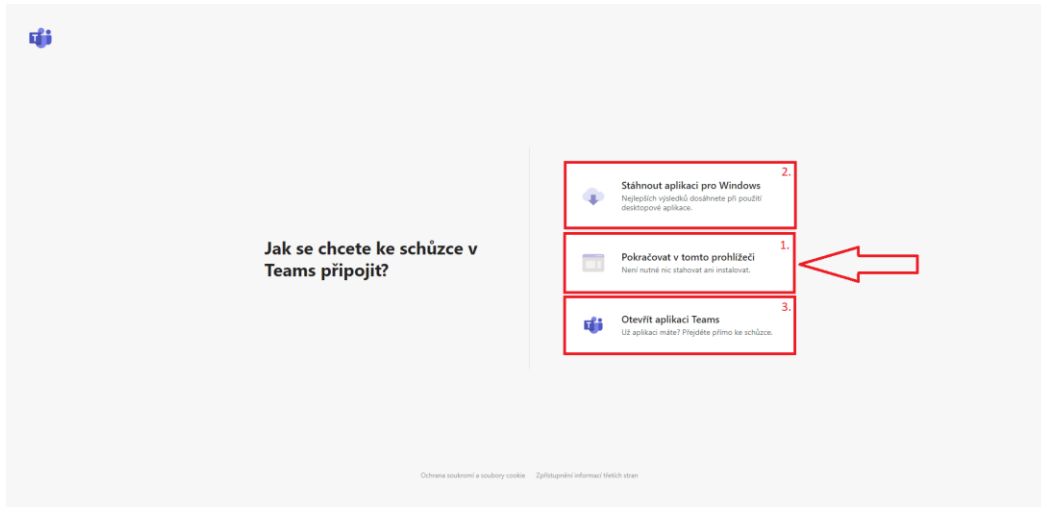 Jak se chcete ke schůzce v
Teams připojit?
2.
Stáhnout aplikaci pro Windows
Nejlepších výsledků dosáhnete při použití
desktopové aplikace.
1.
Pokračovat v tomto prohlížeči
Není nutné nic stahovat ani instalovat.
3.
Otevřít aplikaci Teams
Už aplikaci máte? Přejděte přímo ke schůzce.
Ochrana soukromí a soubory cookie
Zpřístupnění informací třetích stran